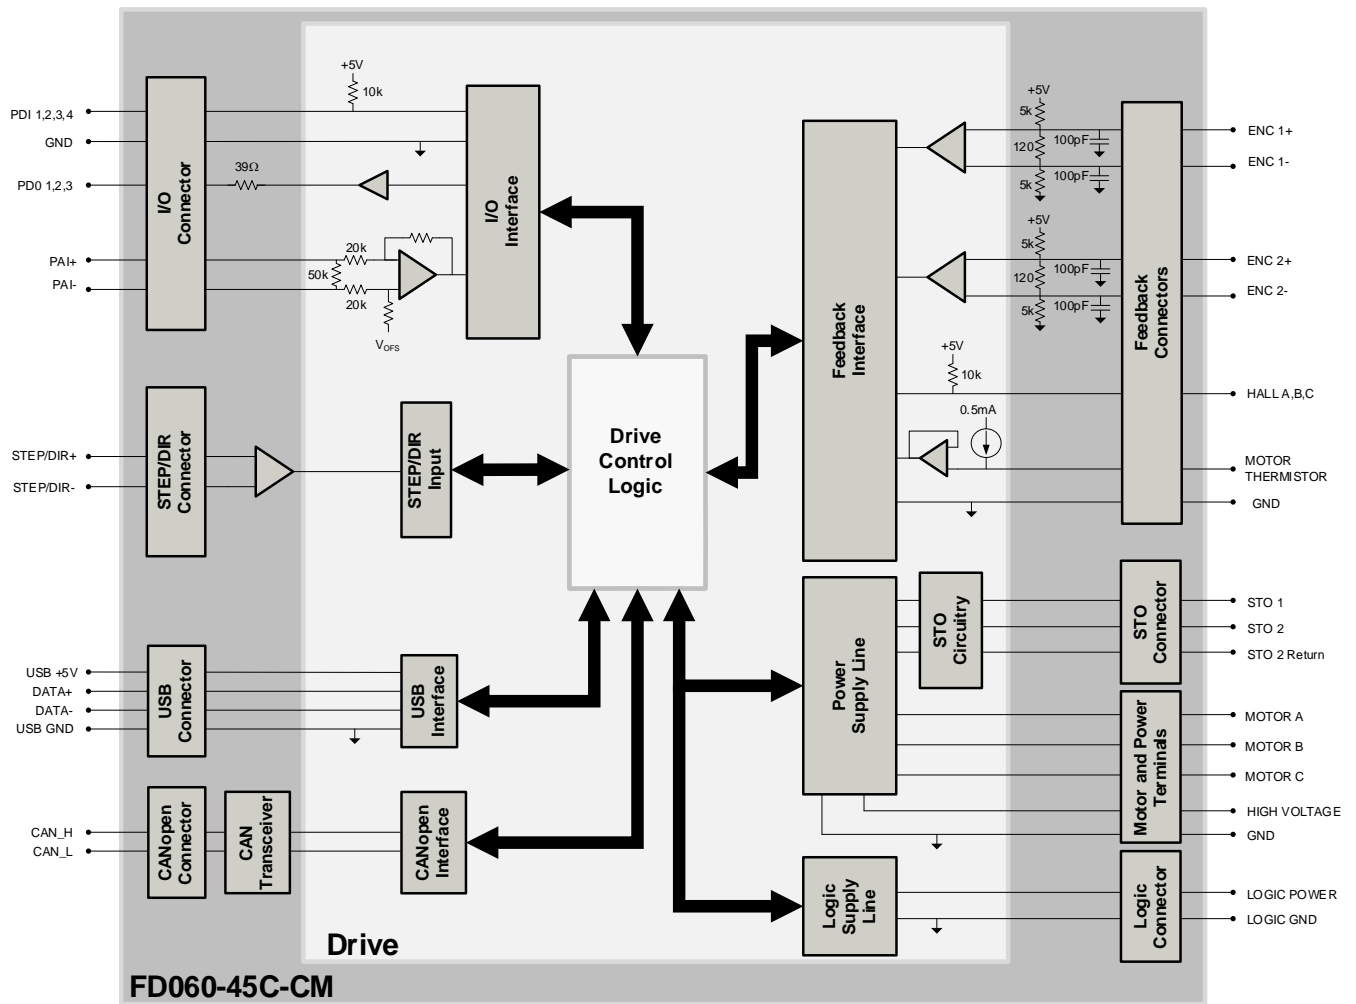 +5V
10k
PDI 1,2,3,4
GND
39Ω
PD0 1,2,3
PAI+
PAI-
20k
50k
20k
VOFS
I/O
Connector
I/O
Interface
STEP/DIR+
STEP/DIR-
STEP/DIR
Connector
STEP/DIR
Input
USB +5V
DATA+
DATA-
USB GND
USB
Connector
USB
Interface
CAN_H
CAN_L
CANopen
Connector
CAN
Transceiver
CANopen
Interface
Drive
Control
Logic
Feedback
Interface
+5V
5k
120
5k
100pF
100pF
ENC 1+
ENC 1-
+5V
5k
120
5k
100pF
100pF
ENC 2+
ENC 2-
+5V
10k
HALL A,B,C
0.5mA
MOTOR
THERMISTOR
GND
Feedback
Connectors
Power
Supply Line
STO
Circuitry
STO
Connector
STO 1
STO 2
STO 2 Return
MOTOR A
MOTOR B
MOTOR C
HIGH VOLTAGE
GND
Motor and Power
Terminals
Logic
Supply
Line
Logic
Connector
LOGIC POWER
LOGIC GND
Drive
FD060-45C-CM